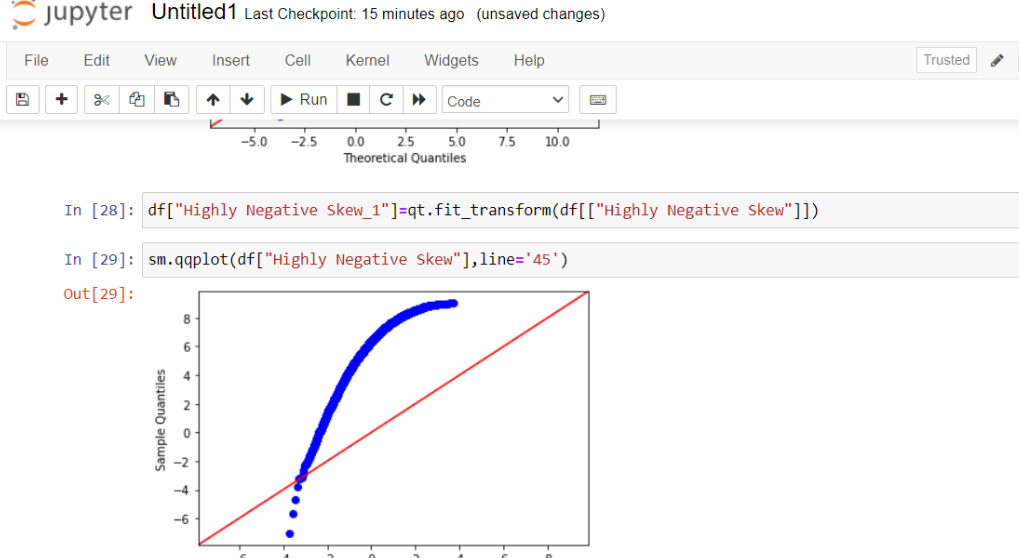 jupyter Untitled1 Last Checkpoint: 15 minutes ago (unsaved changes)
File Edit View Insert Cell Kernel Widgets Help Trusted
Run Code
−5.0 −2.5 0.0 2.5 5.0 7.5 10.0
Theoretical Quantiles
In [28]: df["Highly Negative Skew_1"]=qt.fit_transform(df[["Highly Negative Skew"]])
In [29]: sm.qqplot(df["Highly Negative Skew"],line='45')
Out[29]:
8
6
4
2
0
−2
−4
−6
Sample Quantiles